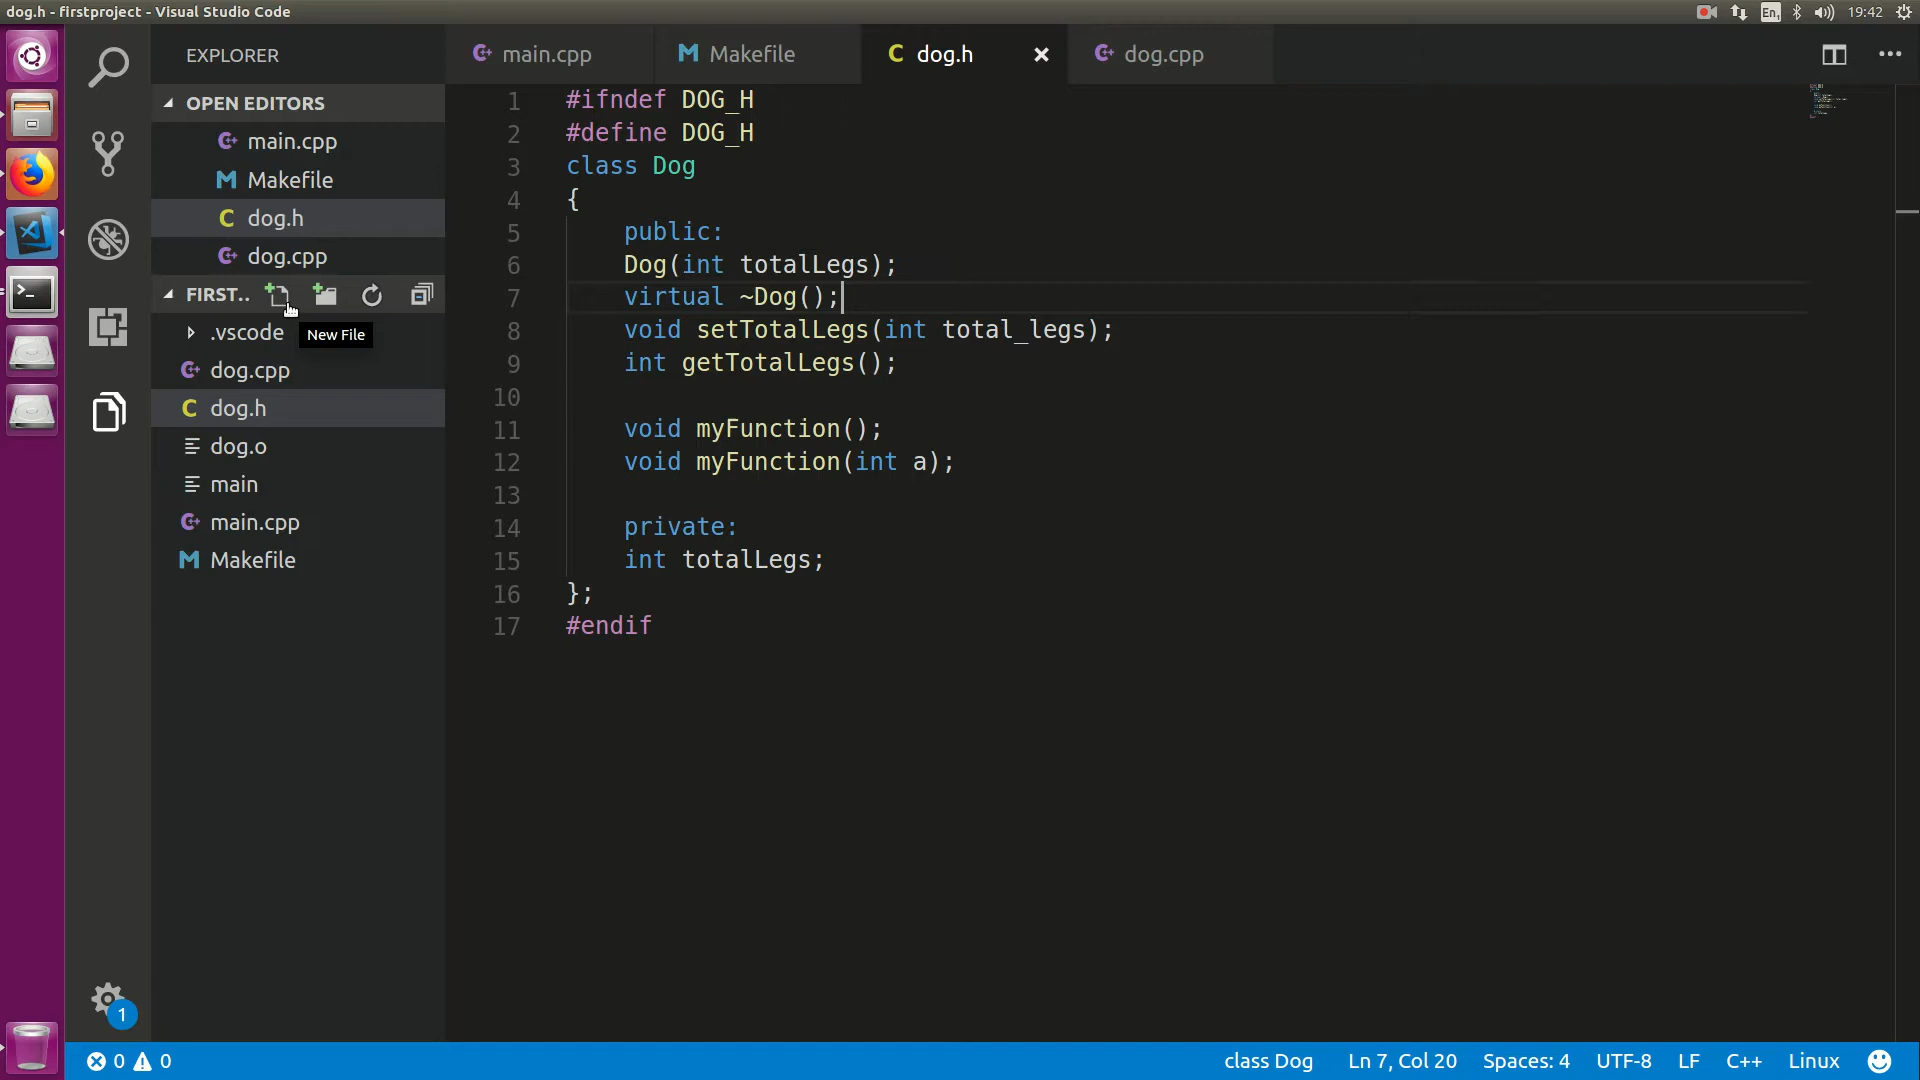 dog.h - firstproject - Visual Studio Code
En₁
19:42
EXPLORER
main.cpp
M Makefile
C dog.h
dog.cpp
OPEN EDITORS
main.cpp
M Makefile
C dog.h
dog.cpp
FIRST..
New File
.vscode
dog.cpp
C dog.h
dog.o
main
main.cpp
M Makefile
1
1 #ifndef DOG_H
2 #define DOG_H
3 class Dog
4 {
5 public:
6 Dog(int totalLegs);
7 virtual ~Dog();
8 void setTotalLegs(int total_legs);
9 int getTotalLegs();
10
11 void myFunction();
12 void myFunction(int a);
13
14 private:
15 int totalLegs;
16 };
17 #endif
0 0 class Dog Ln 7, Col 20 Spaces: 4 UTF-8 LF C++ Linux